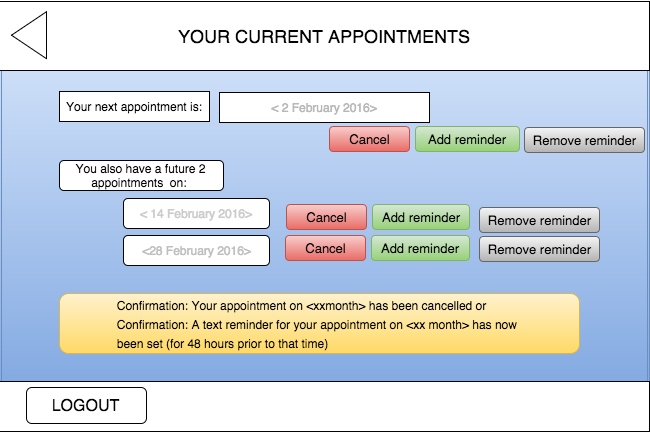 YOUR CURRENT APPOINTMENTS
Your next appointment is:
< 2 February 2016>
Cancel
Add reminder
Remove reminder
You also have a future 2
appointments on:
< 14 February 2016>
Cancel
Add reminder
Remove reminder
<28 February 2016>
Cancel
Add reminder
Remove reminder
Confirmation: Your appointment on <xxmonth> has been cancelled or
Confirmation: A text reminder for your appointment on <xx month> has now
been set (for 48 hours prior to that time)
LOGOUT